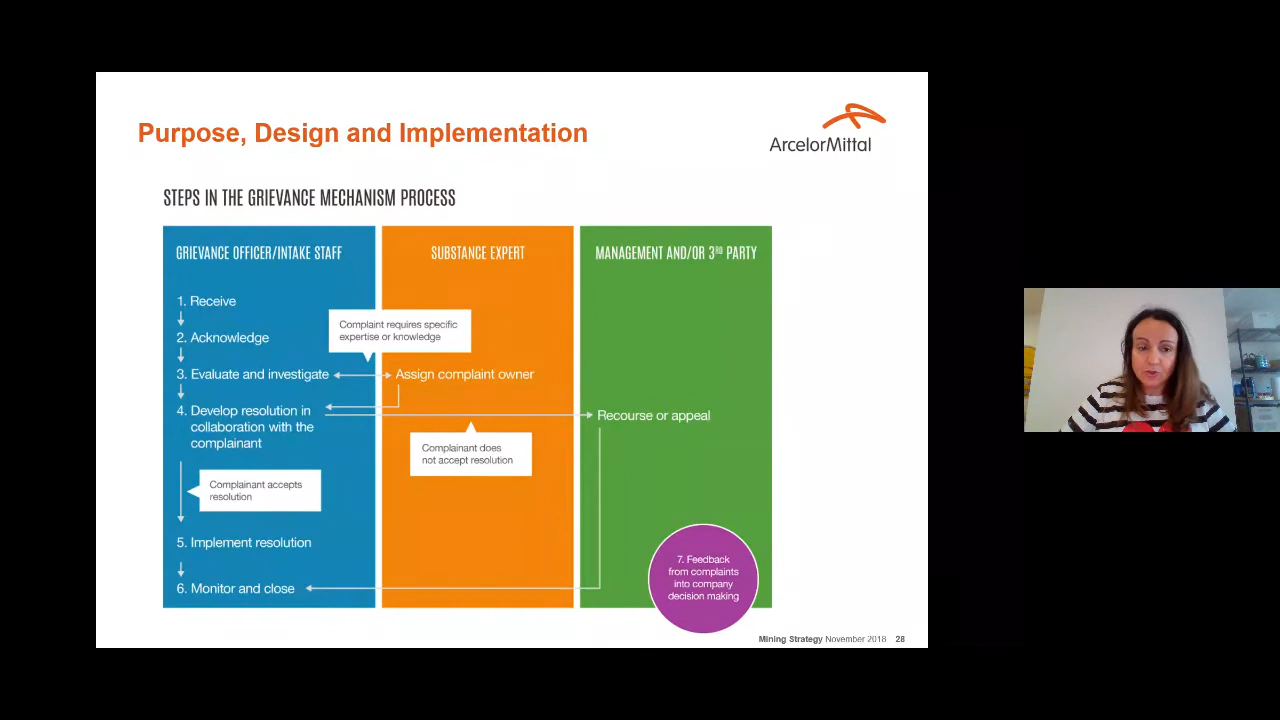 Purpose, Design and Implementation
ArcelorMittal
STEPS IN THE GRIEVANCE MECHANISM PROCESS
GRIEVANCE OFFICER/INTAKE STAFF
SUBSTANCE EXPERT
MANAGEMENT AND/OR 3RD PARTY
1. Receive
2. Acknowledge
Complaint requires specific
expertise or knowledge
3. Evaluate and investigate
Assign complaint owner
4. Develop resolution in
collaboration with the
complainant
Recourse or appeal
Complainant does
not accept resolution
Complainant accepts
resolution
5. Implement resolution
6. Monitor and close
7. Feedback
from complaints
into company
decision making
Mining Strategy November 2018 28